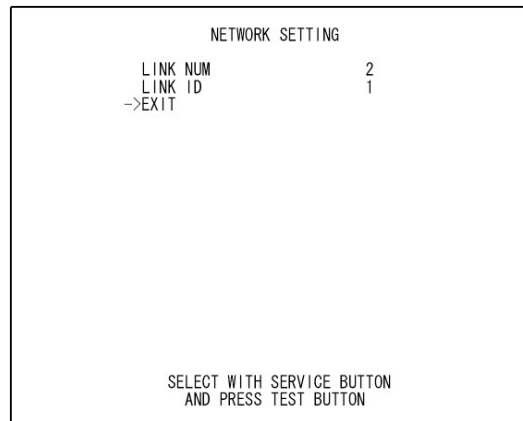 NETWORK SETTING
LINK NUM 2
LINK ID 1
->EXIT
SELECT WITH SERVICE BUTTON
AND PRESS TEST BUTTON